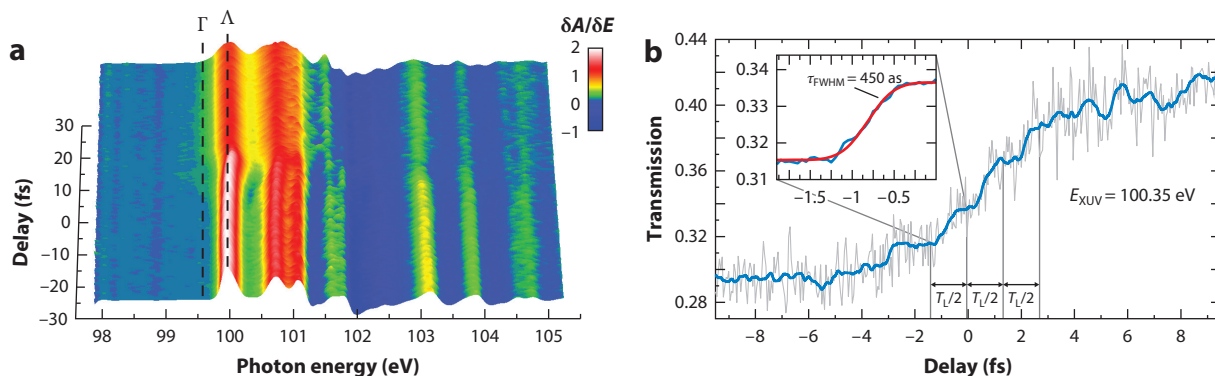 a
Γ Λ
δA/δE
2
1
0
−1
30
20
10
0
−10
−20
−30
Delay (fs)
98 99 100 101 102 103 104 105
Photon energy (eV)
b
0.44
0.40
0.36
0.32
0.28
Transmission
0.34
0.33
0.32
0.31
τFWHM = 450 as
−1.5 −1 −0.5
EXUV = 100.35 eV
TL/2 TL/2 TL/2
−8 −6 −4 −2 0 2 4 6 8
Delay (fs)